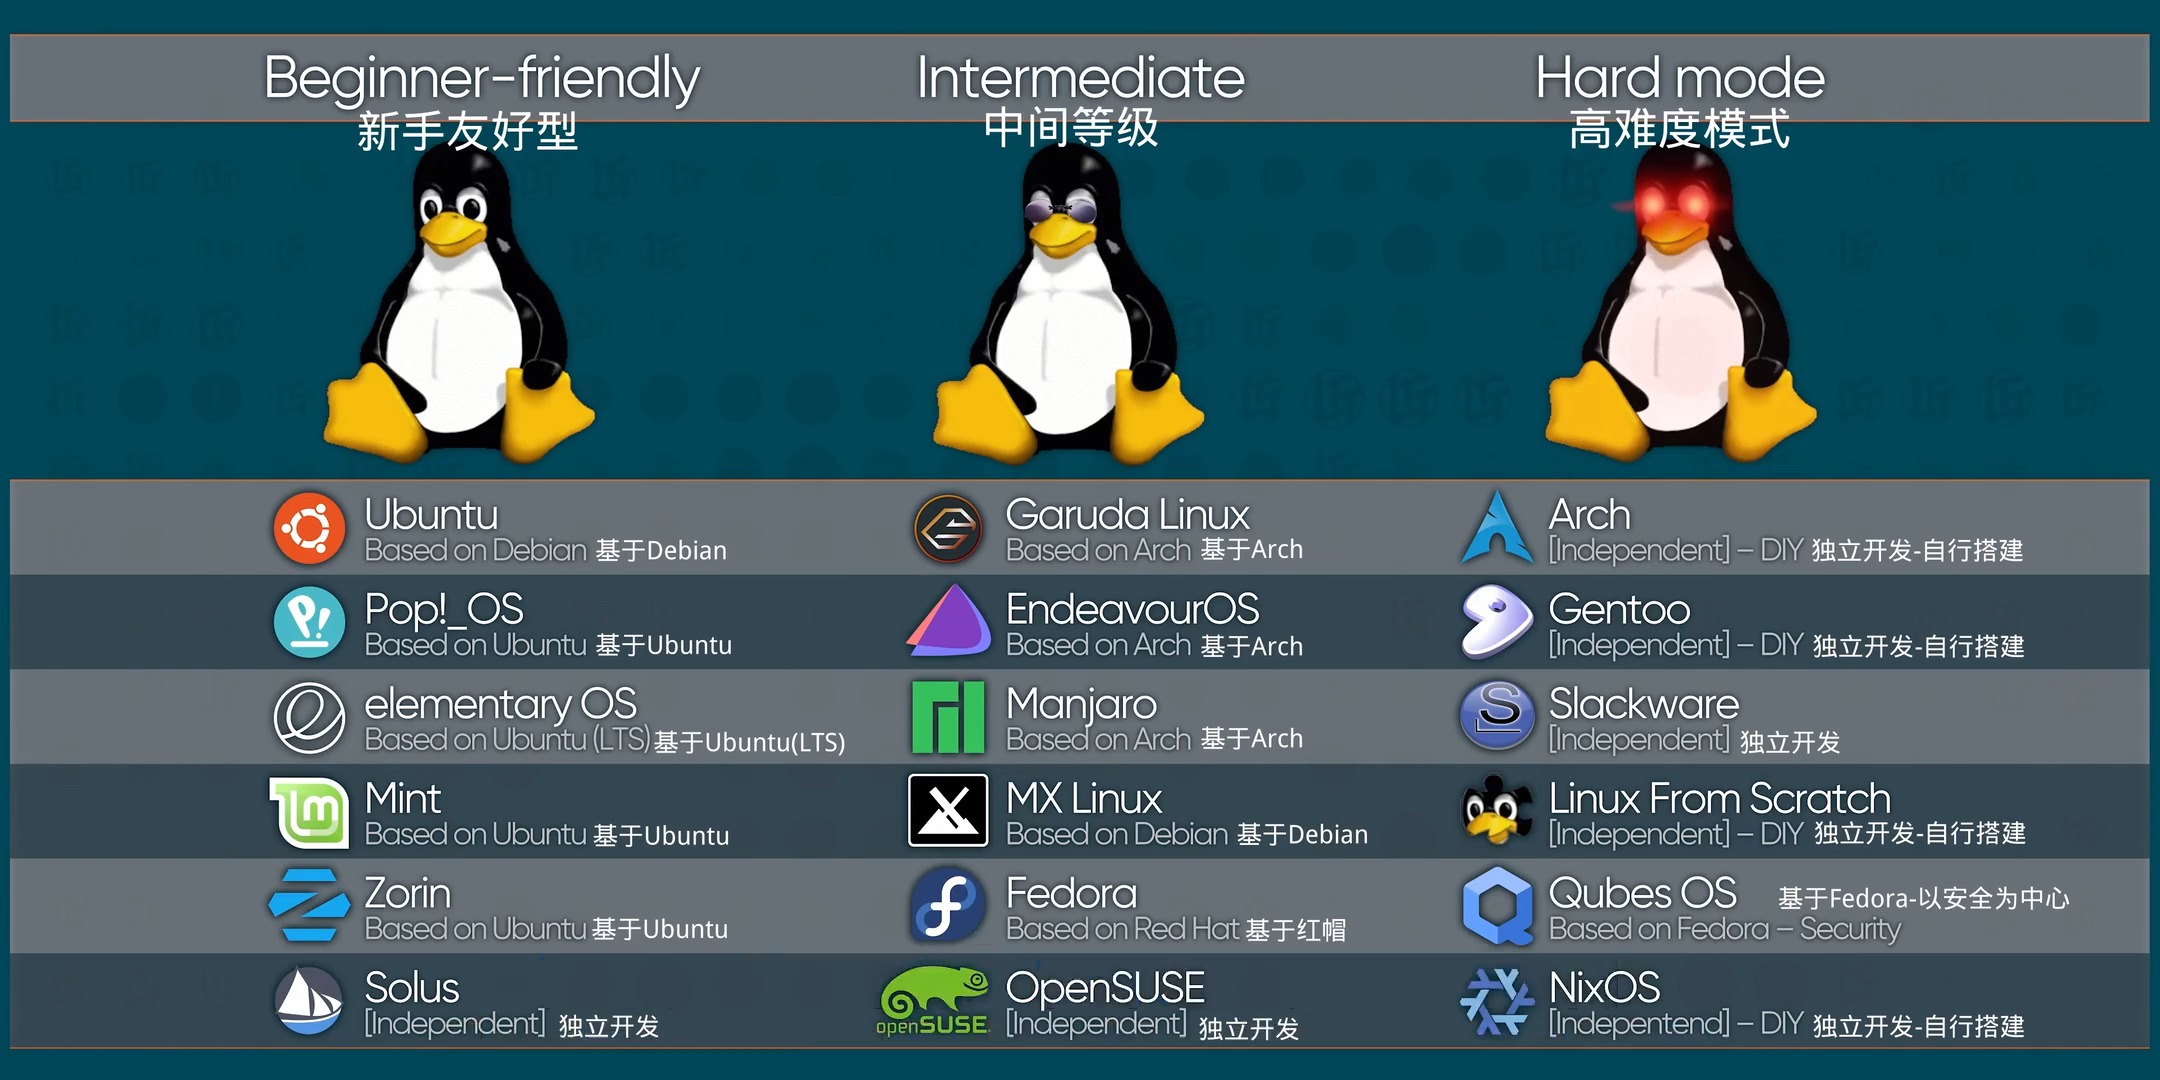 Beginner-friendly
新手友好型
Intermediate
中间等级
Hard mode
高难度模式
Ubuntu
Based on Debian 基于Debian
Garuda Linux
Based on Arch 基于Arch
Arch
[Independent] – DIY 独立开发-自行搭建
Pop!_OS
Based on Ubuntu 基于Ubuntu
EndeavourOS
Based on Arch 基于Arch
Gentoo
[Independent] – DIY 独立开发-自行搭建
elementary OS
Based on Ubuntu (LTS) 基于Ubuntu(LTS)
Manjaro
Based on Arch 基于Arch
Slackware
[Independent] 独立开发
Mint
Based on Ubuntu 基于Ubuntu
MX Linux
Based on Debian 基于Debian
Linux From Scratch
[Independent] – DIY 独立开发-自行搭建
Zorin
Based on Ubuntu 基于Ubuntu
Fedora
Based on Red Hat 基于红帽
Qubes OS 基于Fedora-以安全为中心
Based on Fedora – Security
Solus
[Independent] 独立开发
openSUSE
OpenSUSE
[Independent] 独立开发
NixOS
[Indepentend] – DIY 独立开发-自行搭建